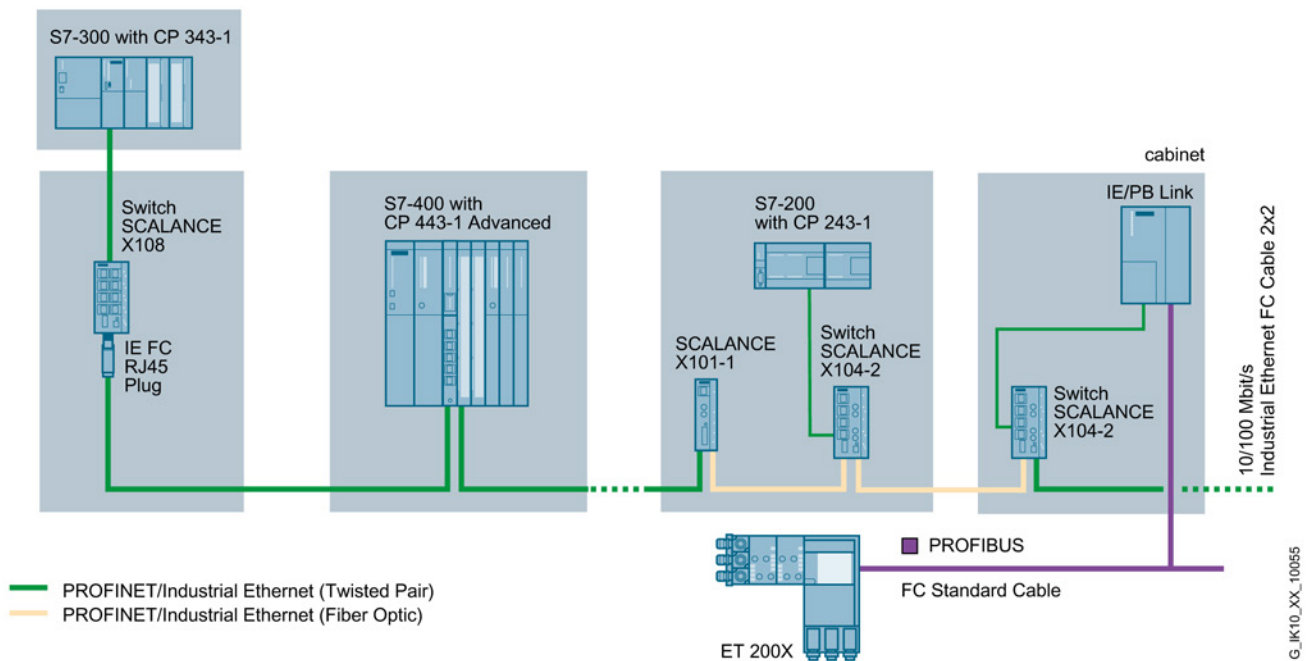 S7-300 with CP 343-1
Switch
SCALANCE
X108
IE FC
RJ45
Plug
S7-400 with
CP 443-1 Advanced
S7-200
with CP 243-1
SCALANCE
X101-1
Switch
SCALANCE
X104-2
cabinet
IE/PB Link
Switch
SCALANCE
X104-2
10/100 Mbit/s
Industrial Ethernet FC Cable 2x2
PROFIBUS
FC Standard Cable
ET 200X
PROFINET/Industrial Ethernet (Twisted Pair)
PROFINET/Industrial Ethernet (Fiber Optic)
G_IK10_XX_10055